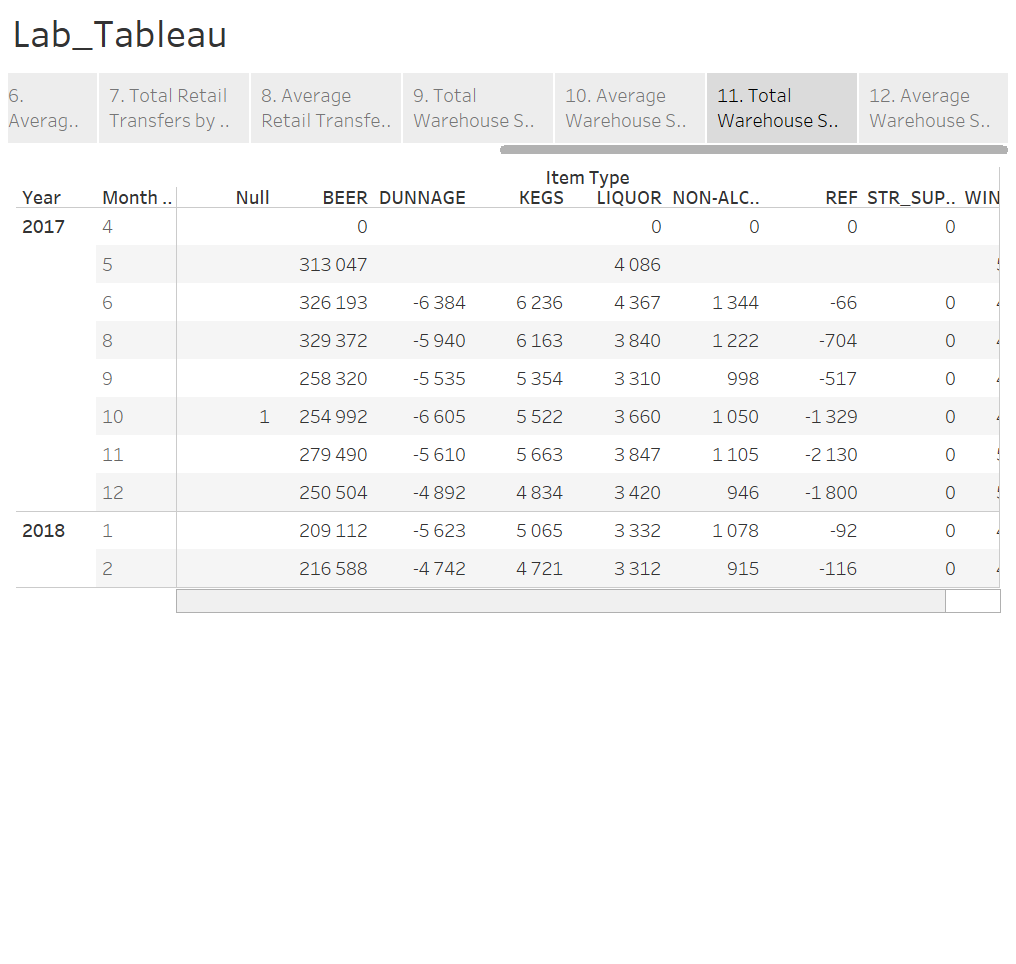 Lab_Tableau
6. Averag..
7. Total Retail Transfers by ..
8. Average Retail Transfe..
9. Total Warehouse S..
10. Average Warehouse S..
11. Total Warehouse S..
12. Average Warehouse S..
Item Type
Year Month .. Null BEER DUNNAGE KEGS LIQUOR NON-ALC.. REF STR_SUP.. WIN
2017 4 0 0 0 0 0
5 313 047 4 086
6 326 193 -6 384 6 236 4 367 1 344 -66 0
8 329 372 -5 940 6 163 3 840 1 222 -704 0
9 258 320 -5 535 5 354 3 310 998 -517 0
10 1 254 992 -6 605 5 522 3 660 1 050 -1 329 0
11 279 490 -5 610 5 663 3 847 1 105 -2 130 0
12 250 504 -4 892 4 834 3 420 946 -1 800 0
2018 1 209 112 -5 623 5 065 3 332 1 078 -92 0
2 216 588 -4 742 4 721 3 312 915 -116 0